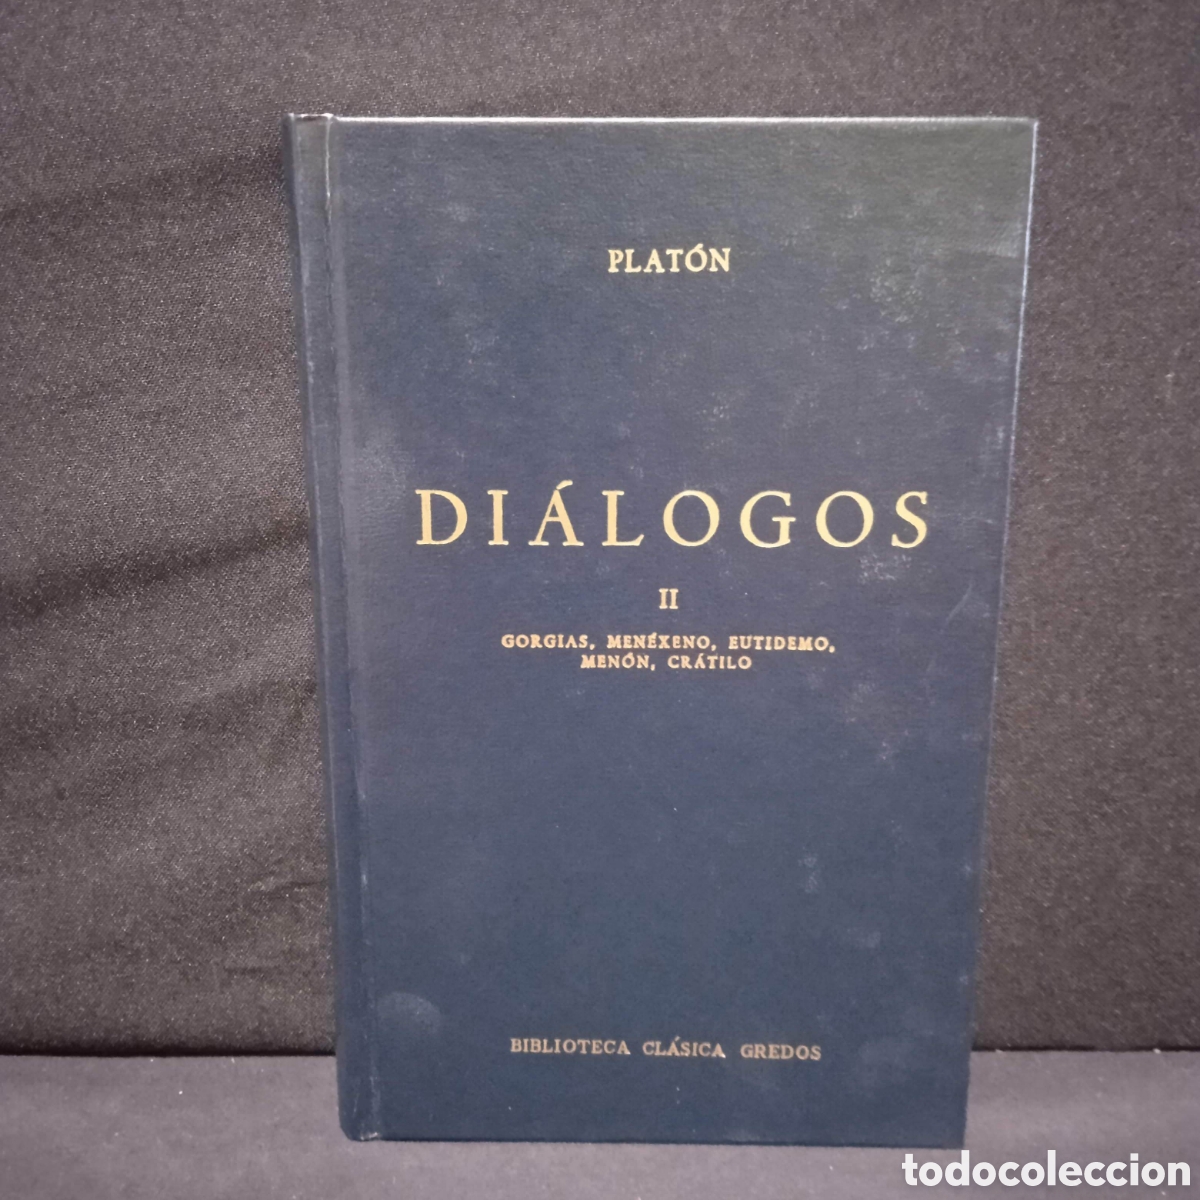 PLATÓN
DIÁLOGOS
II
GORGIAS, MENÉXENO, EUTIDEMO,
MENÓN, CRÁTILO
BIBLIOTECA CLÁSICA GREDOS
todocoleccion